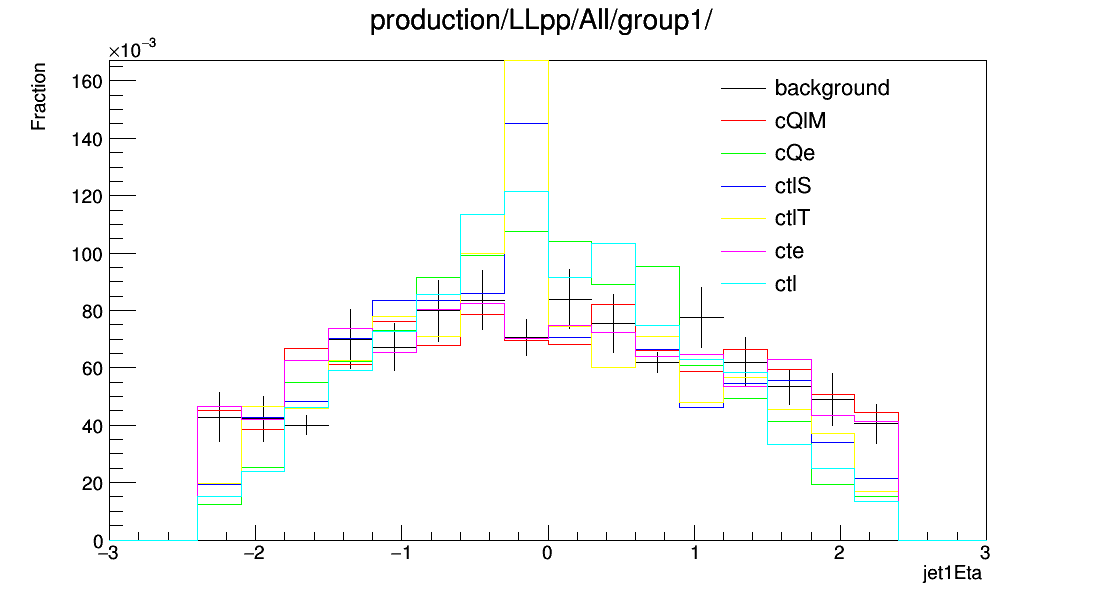 production/LLpp/All/group1/
×10⁻³
Fraction
160
140
120
100
80
60
40
20
0
background
cQlM
cQe
ctlS
ctlT
cte
ctl
−3 −2 −1 0 1 2 3
jet1Eta